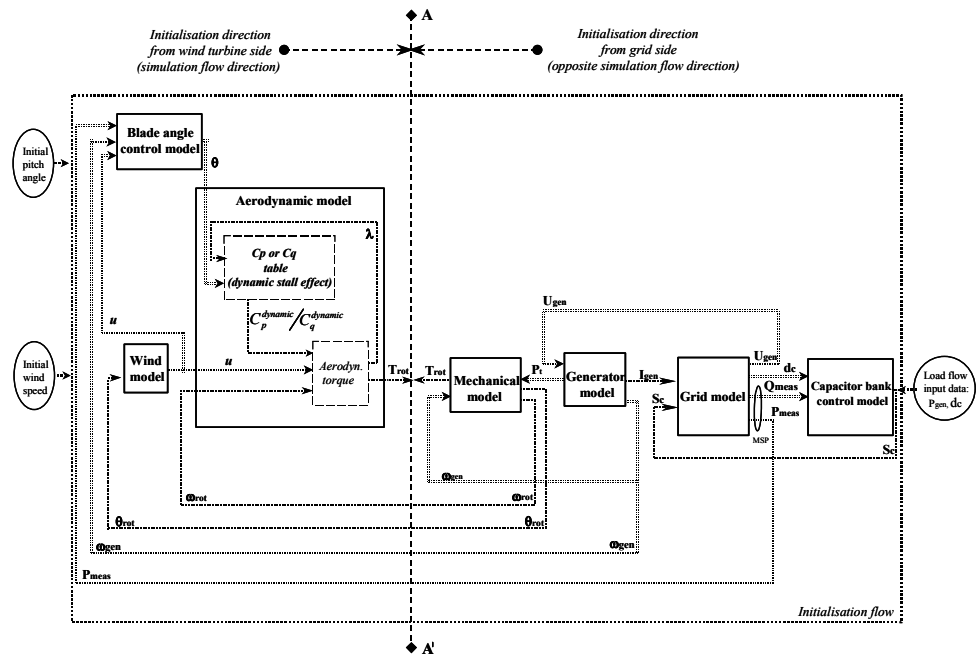 A
Initialisation direction
from wind turbine side
(simulation flow direction)
Initialisation direction
from grid side
(opposite simulation flow direction)
Initial
pitch
angle
Blade angle
control model
θ
Aerodynamic model
λ
Cp or Cq
table
(dynamic stall effect)
C_p^dynamic / C_q^dynamic
u
Initial
wind
speed
Wind
model
u
Aerodyn.
torque
Trot
Trot
Mechanical
model
Pt
Ugen
Generator
model
Igen
Sc
Grid model
Ugen
dc
Qmeas
Pmeas
MSP
Capacitor bank
control model
Load flow
input data:
Pgen, dc
Sc
ωgen
ωrot
ωrot
θrot
θrot
ωgen
ωgen
Pmeas
Initialisation flow
A'